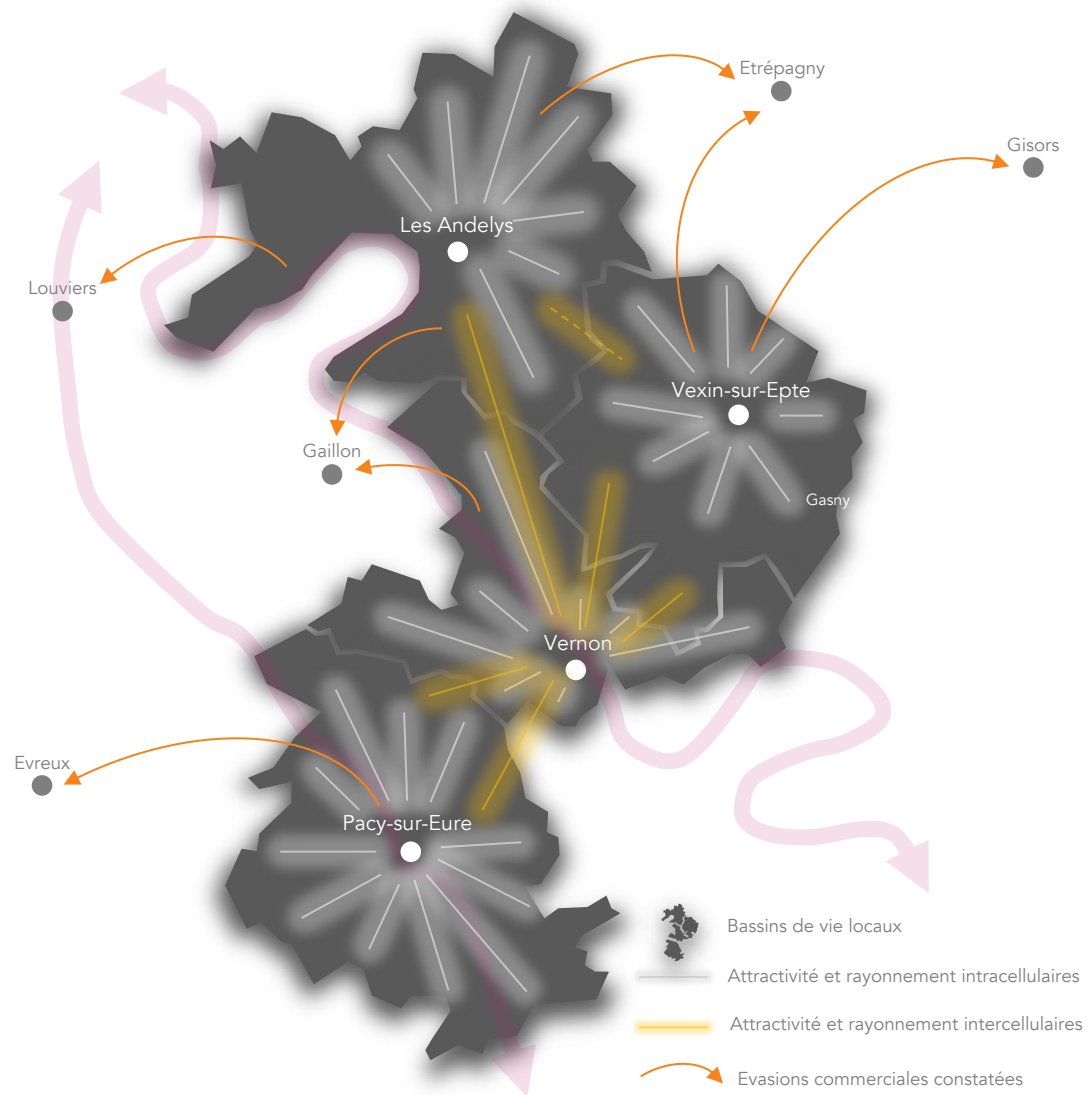 Etrépagny
Gisors
Les Andelys
Louviers
Vexin-sur-Epte
Gaillon
Gasny
Vernon
Evreux
Pacy-sur-Eure
Bassins de vie locaux
Attractivité et rayonnement intracellulaires
Attractivité et rayonnement intercellulaires
Evasions commerciales constatées